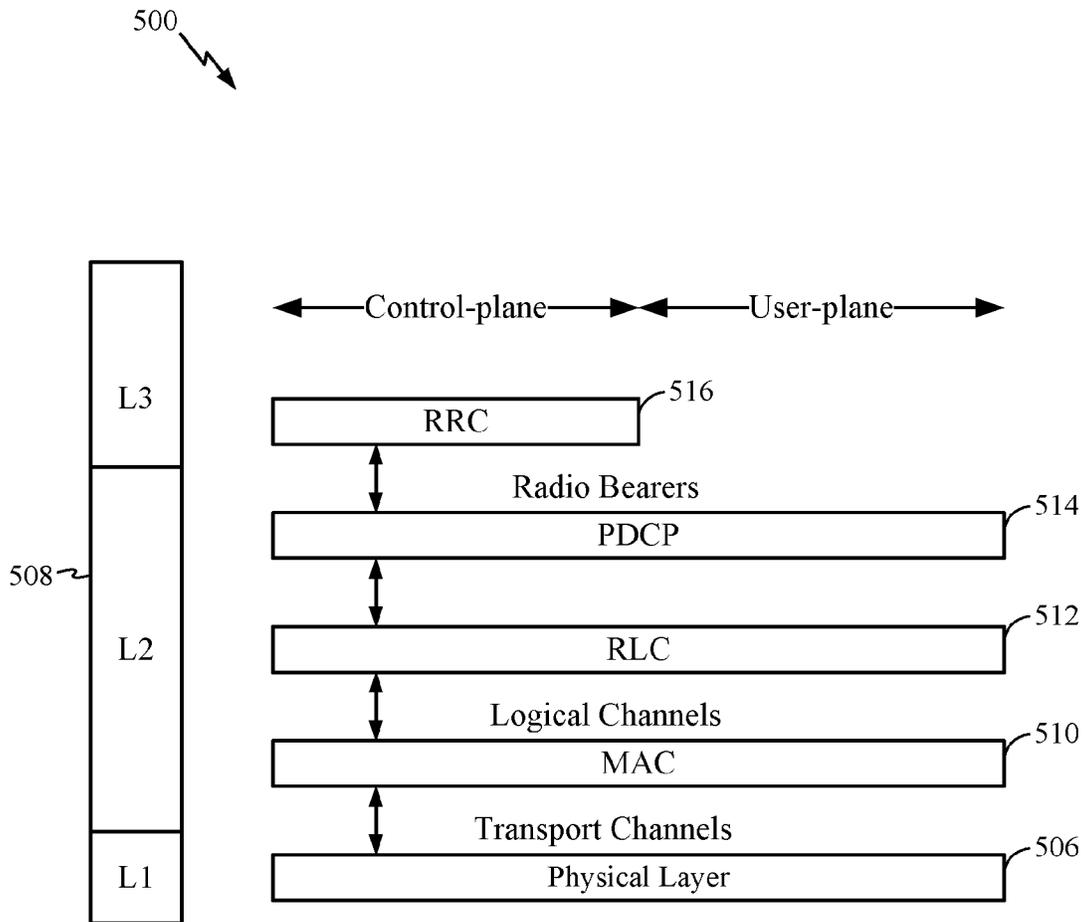 500
Control-plane User-plane
L3
516
RRC
Radio Bearers
514
PDCP
508
512
L2
RLC
Logical Channels
510
MAC
Transport Channels
506
L1
Physical Layer